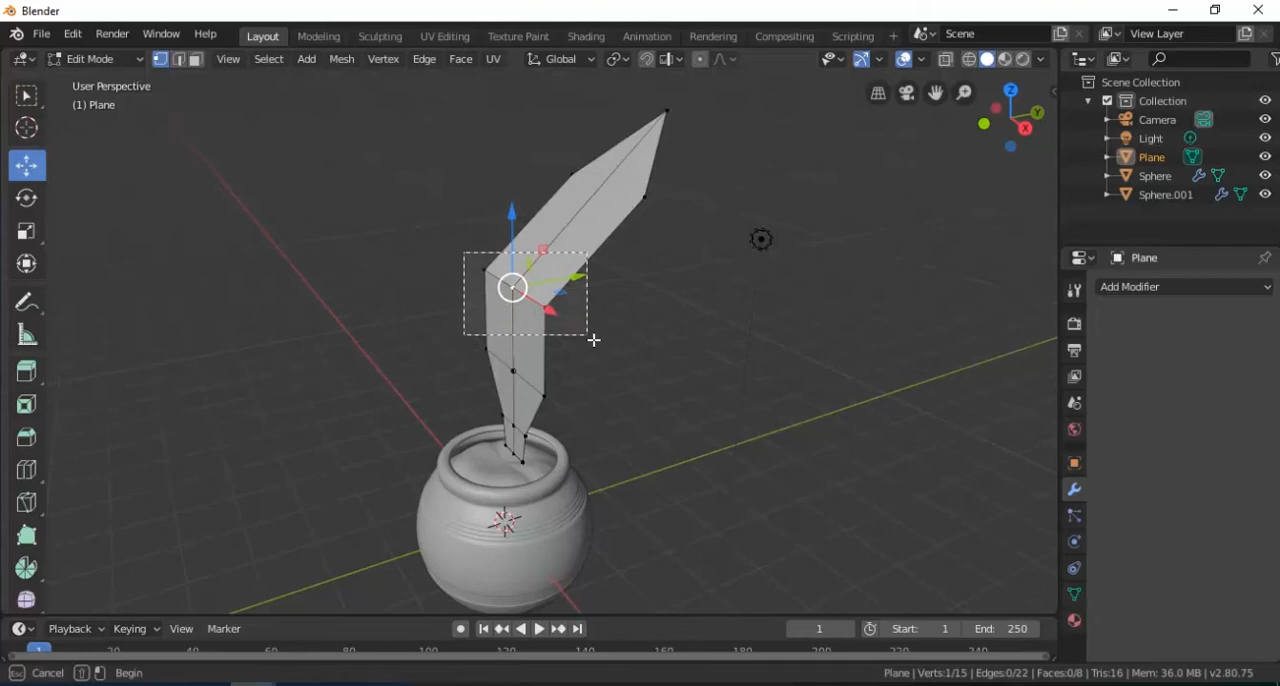 Blender
File Edit Render Window Help Layout Modeling Sculpting UV Editing Texture Paint Shading Animation Rendering Compositing Scripting + Scene View Layer
Edit Mode View Select Add Mesh Vertex Edge Face UV Global
User Perspective
(1) Plane
Z
Y
X
Scene Collection
Collection
Camera
Light
Plane
Sphere
Sphere.001
Plane
Add Modifier
Playback Keying View Marker 1 Start: 1 End: 250
1 20
Esc Cancel Begin Plane | Verts:1/15 | Edges:0/22 | Faces:0/8 | Tris:16 | Mem: 36.0 MB | v2.80.75